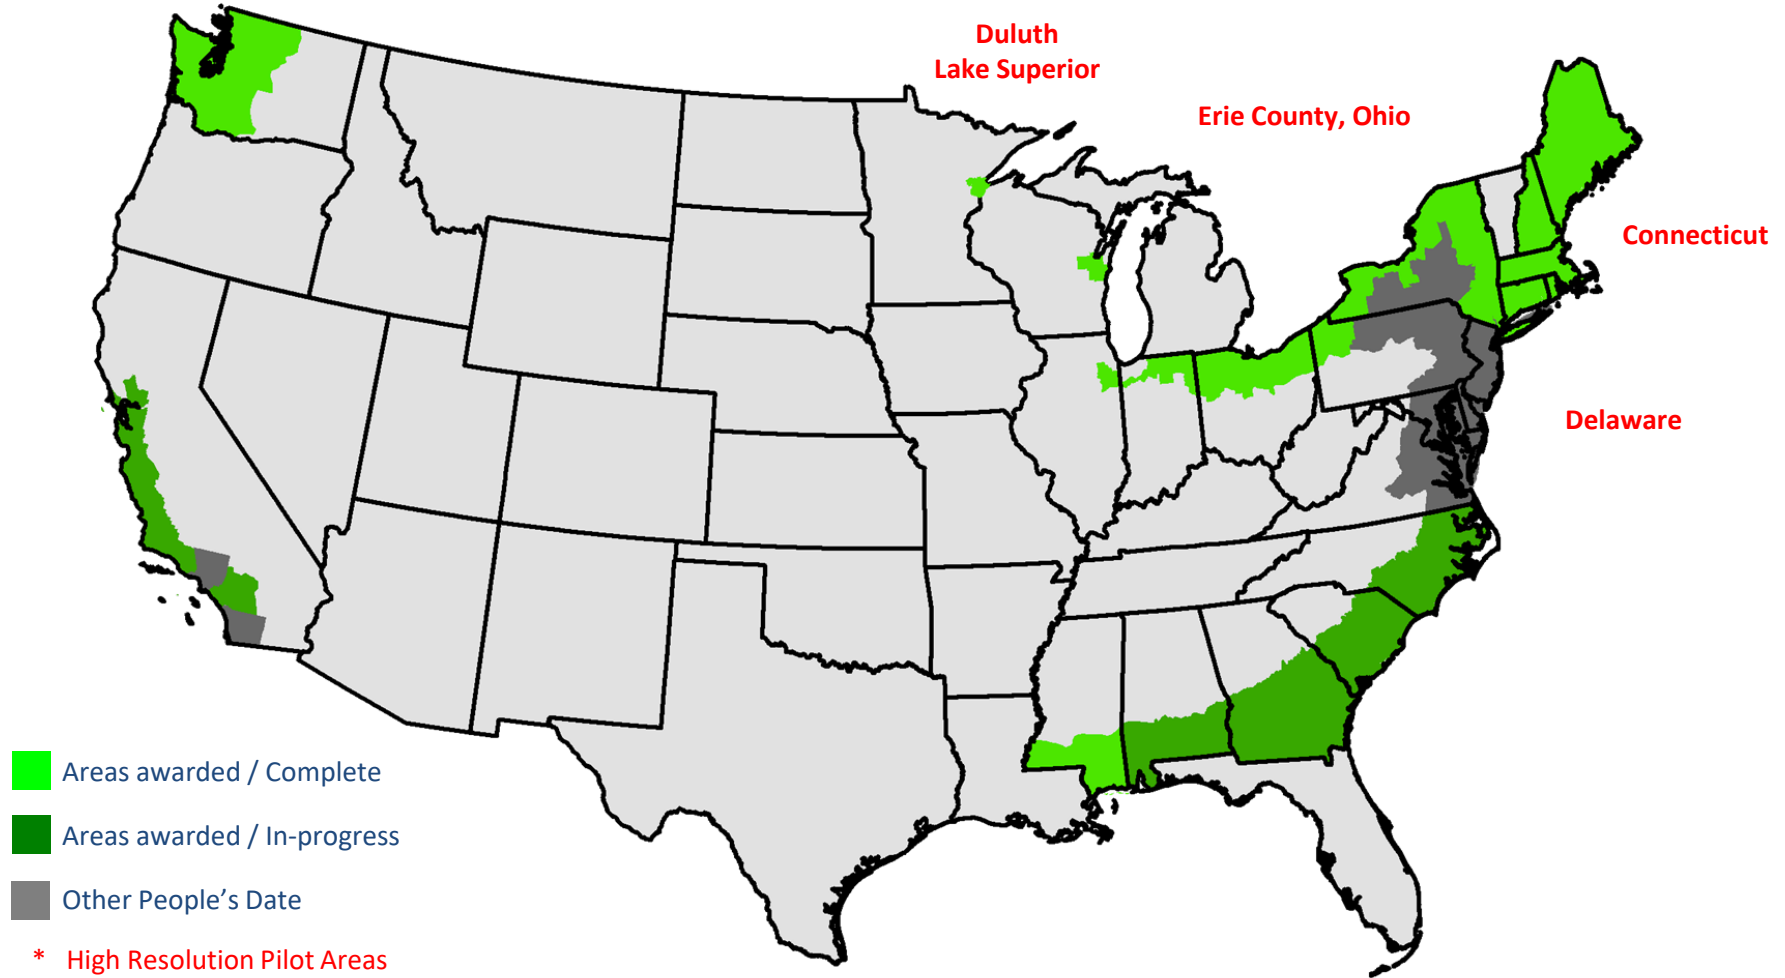 Duluth
Lake Superior
Erie County, Ohio
Connecticut
Delaware
Areas awarded / Complete
Areas awarded / In-progress
Other People's Date
* High Resolution Pilot Areas